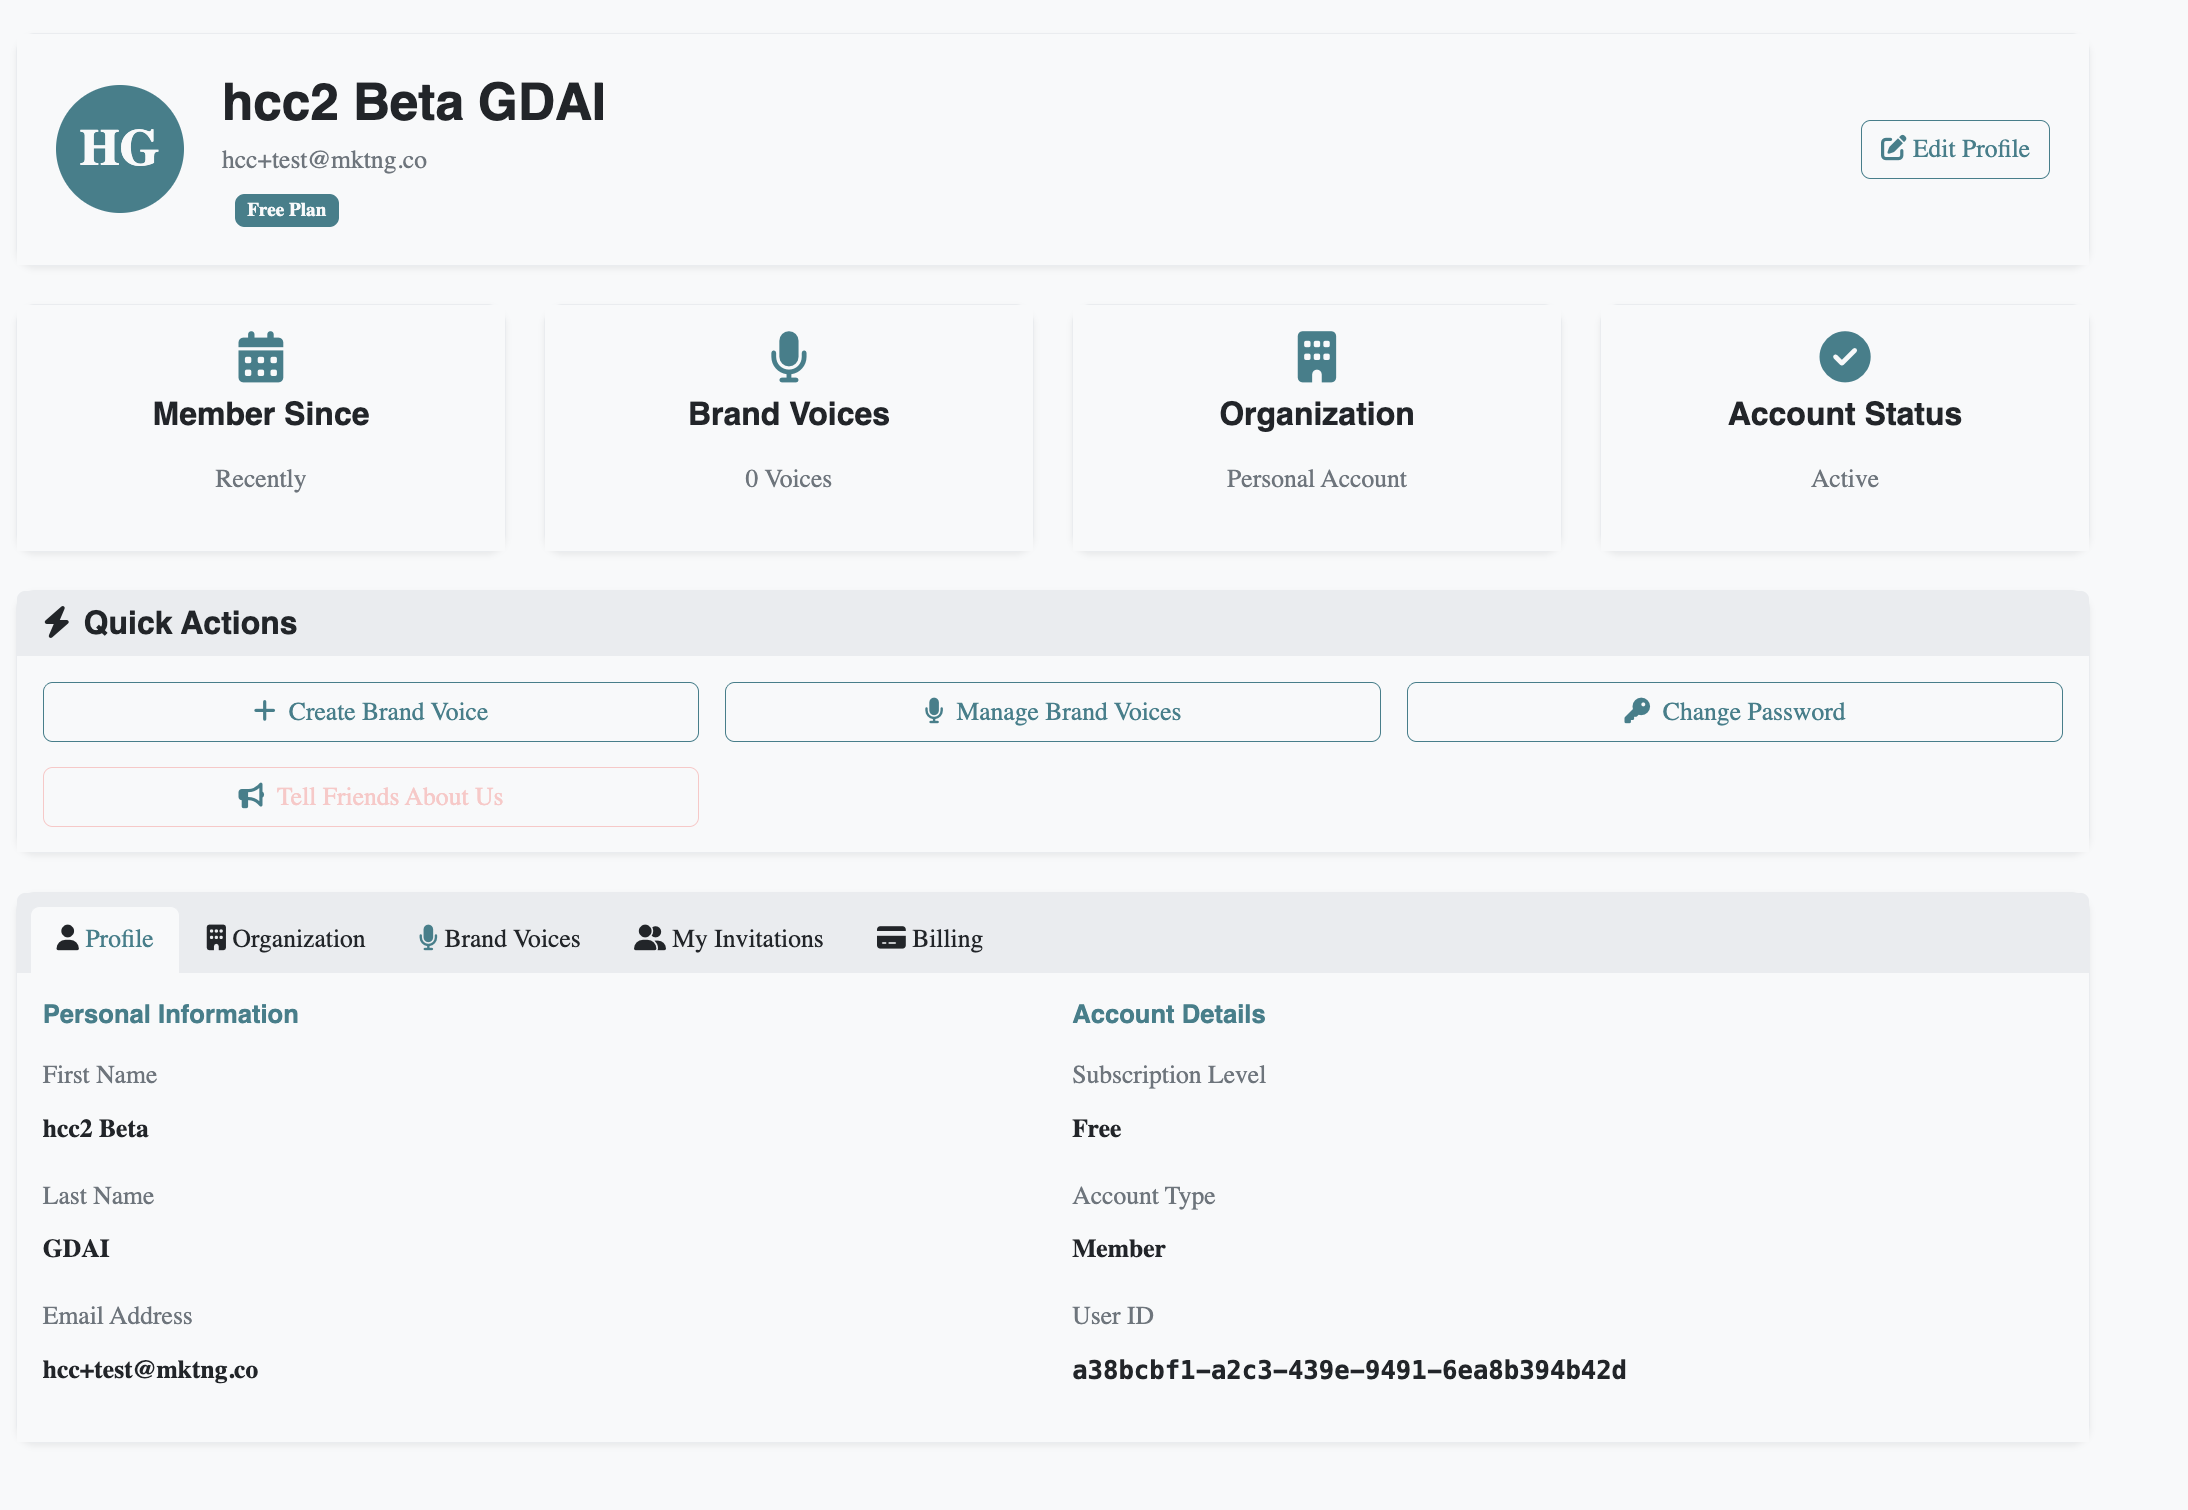 HG
hcc2 Beta GDAI
hcc+test@mktng.co
Free Plan
Edit Profile
Member Since
Recently
Brand Voices
0 Voices
Organization
Personal Account
Account Status
Active
Quick Actions
Create Brand Voice
Manage Brand Voices
Change Password
Tell Friends About Us
Profile
Organization
Brand Voices
My Invitations
Billing
Personal Information
First Name
hcc2 Beta
Last Name
GDAI
Email Address
hcc+test@mktng.co
Account Details
Subscription Level
Free
Account Type
Member
User ID
a38bcbf1-a2c3-439e-9491-6ea8b394b42d